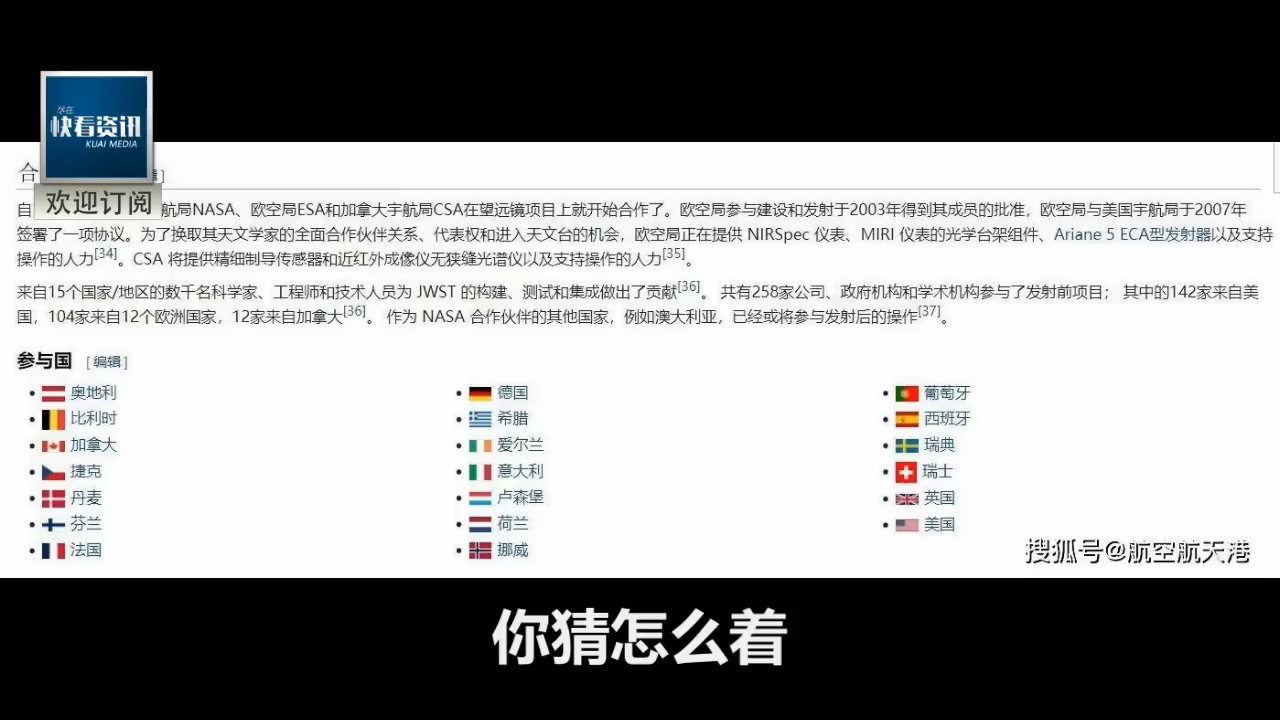 尽在
快看资讯
KUAI MEDIA
欢迎订阅
合
辑]
自
航局NASA、欧空局ESA和加拿大宇航局CSA在望远镜项目上就开始合作了。欧空局参与建设和发射于2003年得到其成员的批准，欧空局与美国宇航局于2007年
签署了一项协议。为了换取其天文学家的全面合作伙伴关系、代表权和进入天文台的机会，欧空局正在提供 NIRSpec 仪表、MIRI 仪表的光学台架组件、Ariane 5 ECA型发射器以及支持
操作的人力[34]。CSA 将提供精细制导传感器和近红外成像仪无狭缝光谱仪以及支持操作的人力[35]。
来自15个国家/地区的数千名科学家、工程师和技术人员为 JWST 的构建、测试和集成做出了贡献[36]。 共有258家公司、政府机构和学术机构参与了发射前项目； 其中的142家来自美
国，104家来自12个欧洲国家，12家来自加拿大[36]。 作为 NASA 合作伙伴的其他国家，例如澳大利亚，已经或将参与发射后的操作[37]。
参与国 [编辑]
奥地利
比利时
加拿大
捷克
丹麦
芬兰
法国
德国
希腊
爱尔兰
意大利
卢森堡
荷兰
挪威
葡萄牙
西班牙
瑞典
瑞士
英国
美国
搜狐号@航空航天港
你猜怎么着